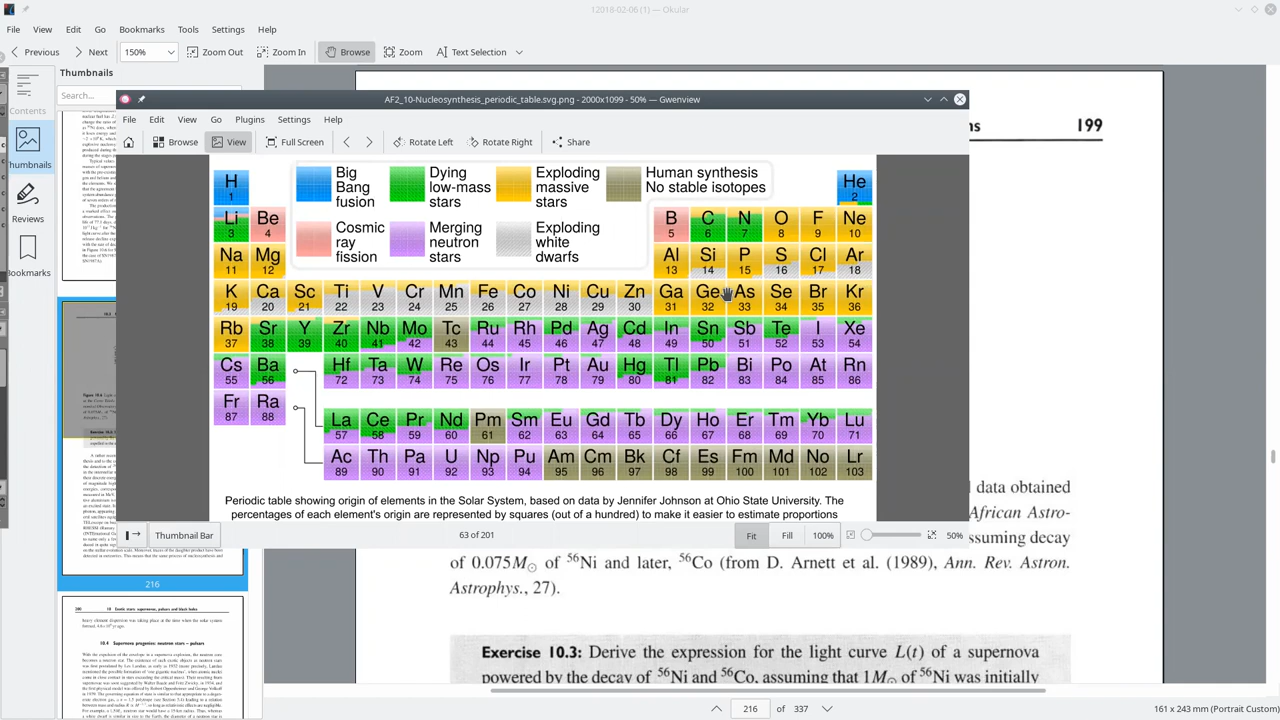 12018-02-06 (1) — Okular
File View Edit Go Bookmarks Tools Settings Help
Previous Next 150% Zoom Out Zoom In Browse Zoom Text Selection
Contents
Thumbnails
Reviews
Bookmarks
Thumbnails
Search...
216
10.4 Supernova progenies: neutron stars – pulsars
199
AF2_10-Nucleosynthesis_periodic_table.svg.png - 2000x1099 - 50% — Gwenview
File Edit View Go Plugins Settings Help
Browse View Full Screen Rotate Left Rotate Right Share
Big Bang fusion
Dying low-mass stars
Exploding massive stars
Human synthesis
No stable isotopes
Cosmic ray fission
Merging neutron stars
Exploding white dwarfs
H 1 He 2
Li 3 Be 4 B 5 C 6 N 7 O 8 F 9 Ne 10
Na 11 Mg 12 Al 13 Si 14 P 15 S 16 Cl 17 Ar 18
K 19 Ca 20 Sc 21 Ti 22 V 23 Cr 24 Mn 25 Fe 26 Co 27 Ni 28 Cu 29 Zn 30 Ga 31 Ge 32 As 33 Se 34 Br 35 Kr 36
Rb 37 Sr 38 Y 39 Zr 40 Nb 41 Mo 42 Tc 43 Ru 44 Rh 45 Pd 46 Ag 47 Cd 48 In 49 Sn 50 Sb 51 Te 52 I 53 Xe 54
Cs 55 Ba 56 Hf 72 Ta 73 W 74 Re 75 Os 76 Ir 77 Pt 78 Au 79 Hg 80 Tl 81 Pb 82 Bi 83 Po 84 At 85 Rn 86
Fr 87 Ra 88
La 57 Ce 58 Pr 59 Nd 60 Pm 61 Sm 62 Eu 63 Gd 64 Tb 65 Dy 66 Ho 67 Er 68 Tm 69 Yb 70 Lu 71
Ac 89 Th 90 Pa 91 U 92 Np 93 Pu 94 Am 95 Cm 96 Bk 97 Cf 98 Es 99 Fm 100 Md 101 No 102 Lr 103
Periodic table showing origin of elements in the Solar System, based on data by Jennifer Johnson at Ohio State University The
percentages of each element's origin are represented by squares (out of a hundred) to make it easier to estimate proportions
Thumbnail Bar 63 of 201 Fit Fill 100% 50%
data obtained
African Astro-
ssuming decay
of 0.075M⊙ of ⁵⁶Ni and later, ⁵⁶Co (from D. Arnett et al. (1989), Ann. Rev. Astron.
Astrophys., 27).
Exercise 10.3: Derive the expression for the light curve L(t) of a supernova
powered by the decay of ⁵⁶Ni and ⁵⁶Co, assuming a mass M₀ of ⁵⁶Ni was initially
216 of 337
161 x 243 mm (Portrait Custom)